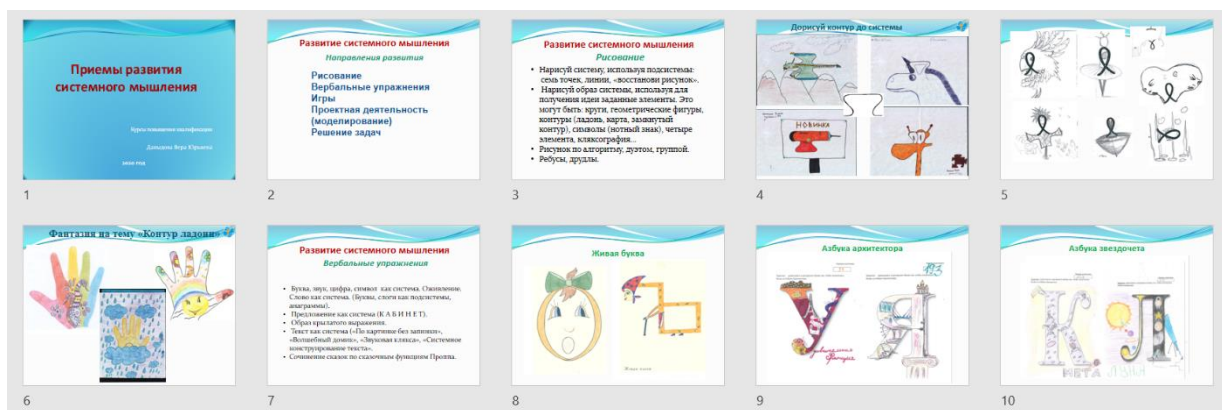 Приемы развития
системного мышления
Курсы повышения квалификации
Давыдова Вера Юрьевна
1
Развитие системного мышления
Направления развития
Рисование
Вербальные упражнения
Игры
Проектная деятельность
(моделирование)
Решение задач
2
Развитие системного мышления
Рисование
• Нарисуй систему, используя подсистемы:
семь точек, линии, «восстанови рисунок».
• Нарисуй образ системы, используя для
получения идеи заданные элементы. Это
могут быть: круги, геометрические фигуры,
контуры (ладонь, карта, замкнутый
контур), символы (нотный знак), четыре
элемента, кляксография...
• Рисунок по алгоритму, дуэтом, группой.
• Ребусы, друдлы.
3
Дорисуй контур до системы
НОВИНКА
4
5
Фантазия на тему «Контур ладони»
6
Развитие системного мышления
Вербальные упражнения
• Буква, звук, цифра, символ как система. Оживление.
Слово как система. (Буквы, слоги как подсистемы,
анаграммы).
• Предложение как система (К А Б И Н Е Т).
• Образ крылатого выражения.
• Текст как система («По картинке без запинки»,
«Волшебный домик», «Звуковая клякса», «Системное
конструирование текста».
• Сочинение сказок по сказочным функциям Проппа.
7
Живая буква
8
Азбука архитектора
У
Я
9
Азбука звездочета
К
Л
10